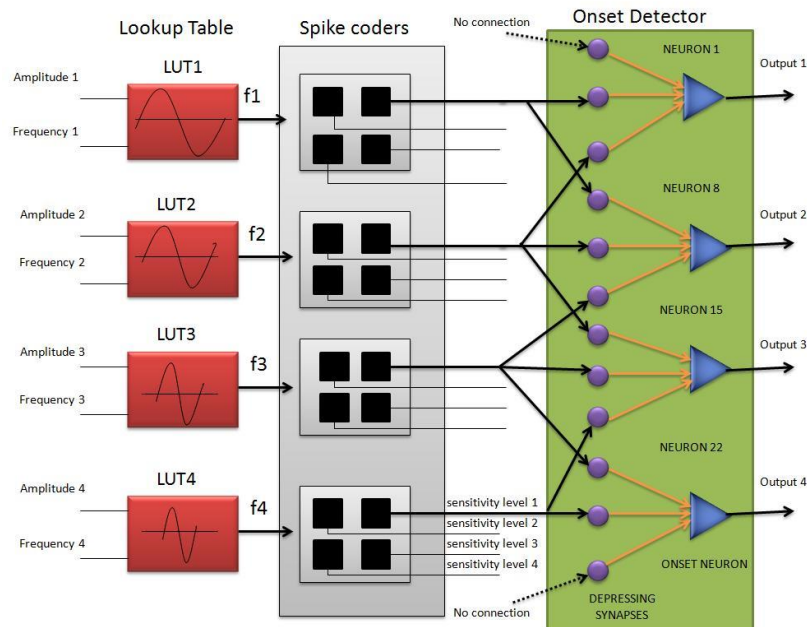 Lookup Table
Spike coders
Onset Detector
No connection
NEURON 1
Output 1
Amplitude 1
LUT1
f1
Frequency 1
NEURON 8
Output 2
Amplitude 2
LUT2
f2
Frequency 2
NEURON 15
Output 3
Amplitude 3
LUT3
f3
Frequency 3
NEURON 22
Output 4
Amplitude 4
LUT4
f4
Frequency 4
sensitivity level 1
sensitivity level 2
sensitivity level 3
sensitivity level 4
ONSET NEURON
No connection
DEPRESSING
SYNAPSES